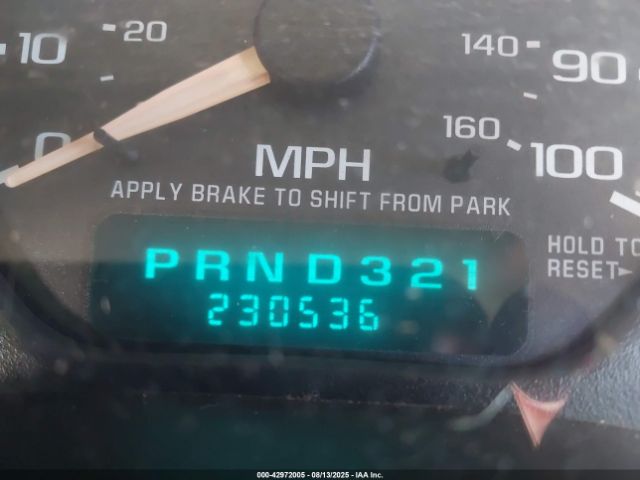 20
10
0
140
90
160
100
MPH
APPLY BRAKE TO SHIFT FROM PARK
HOLD TO
RESET
PRND321
230536
000-42972005 - 08/13/2025 - IAA Inc.